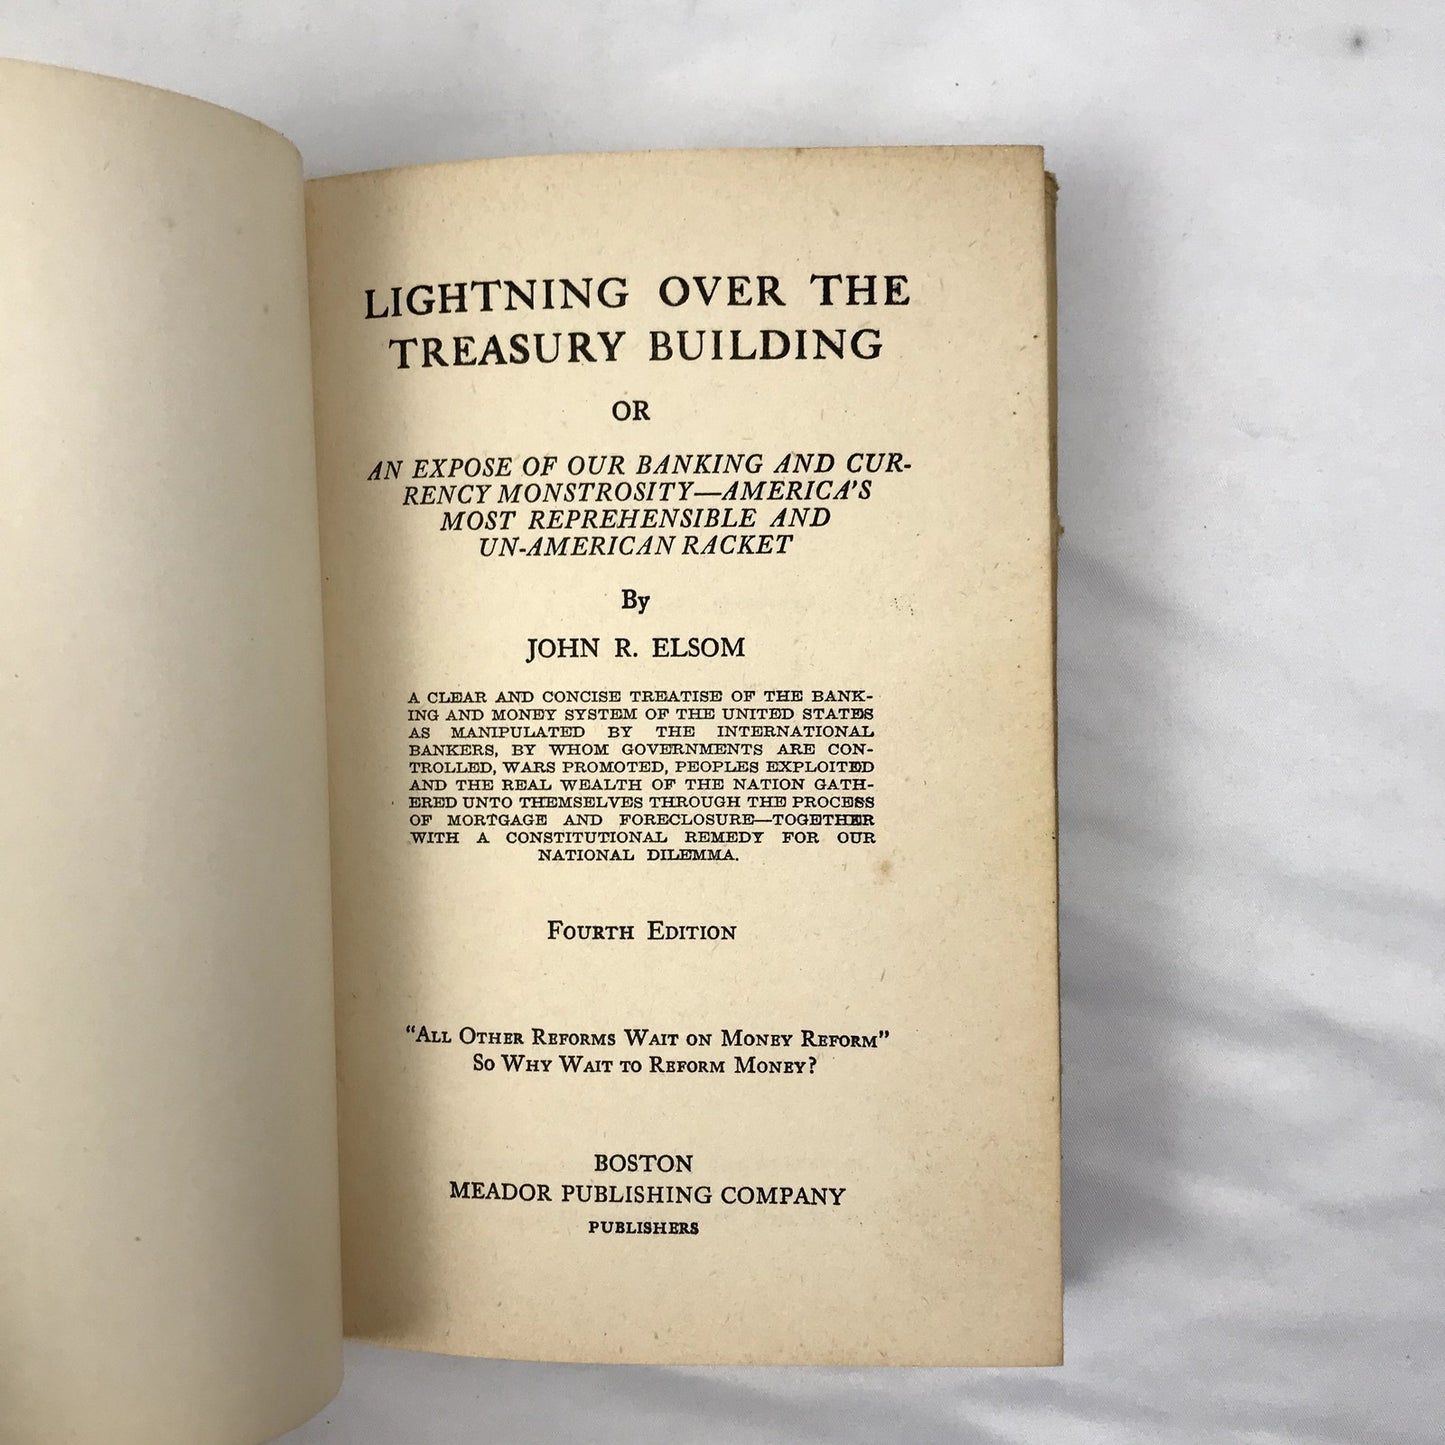 LIGHTNING OVER THE
TREASURY BUILDING
OR
AN EXPOSE OF OUR BANKING AND CUR-
RENCY MONSTROSITY—AMERICA'S
MOST REPREHENSIBLE AND
UN-AMERICAN RACKET
By
JOHN R. ELSOM
A CLEAR AND CONCISE TREATISE OF THE BANK-
ING AND MONEY SYSTEM OF THE UNITED STATES
AS MANIPULATED BY THE INTERNATIONAL
BANKERS, BY WHOM GOVERNMENTS ARE CON-
TROLLED, WARS PROMOTED, PEOPLES EXPLOITED
AND THE REAL WEALTH OF THE NATION GATH-
ERED UNTO THEMSELVES THROUGH THE PROCESS
OF MORTGAGE AND FORECLOSURE—TOGETHER
WITH A CONSTITUTIONAL REMEDY FOR OUR
NATIONAL DILEMMA.
FOURTH EDITION
"ALL OTHER REFORMS WAIT ON MONEY REFORM"
SO WHY WAIT TO REFORM MONEY?
BOSTON
MEADOR PUBLISHING COMPANY
PUBLISHERS